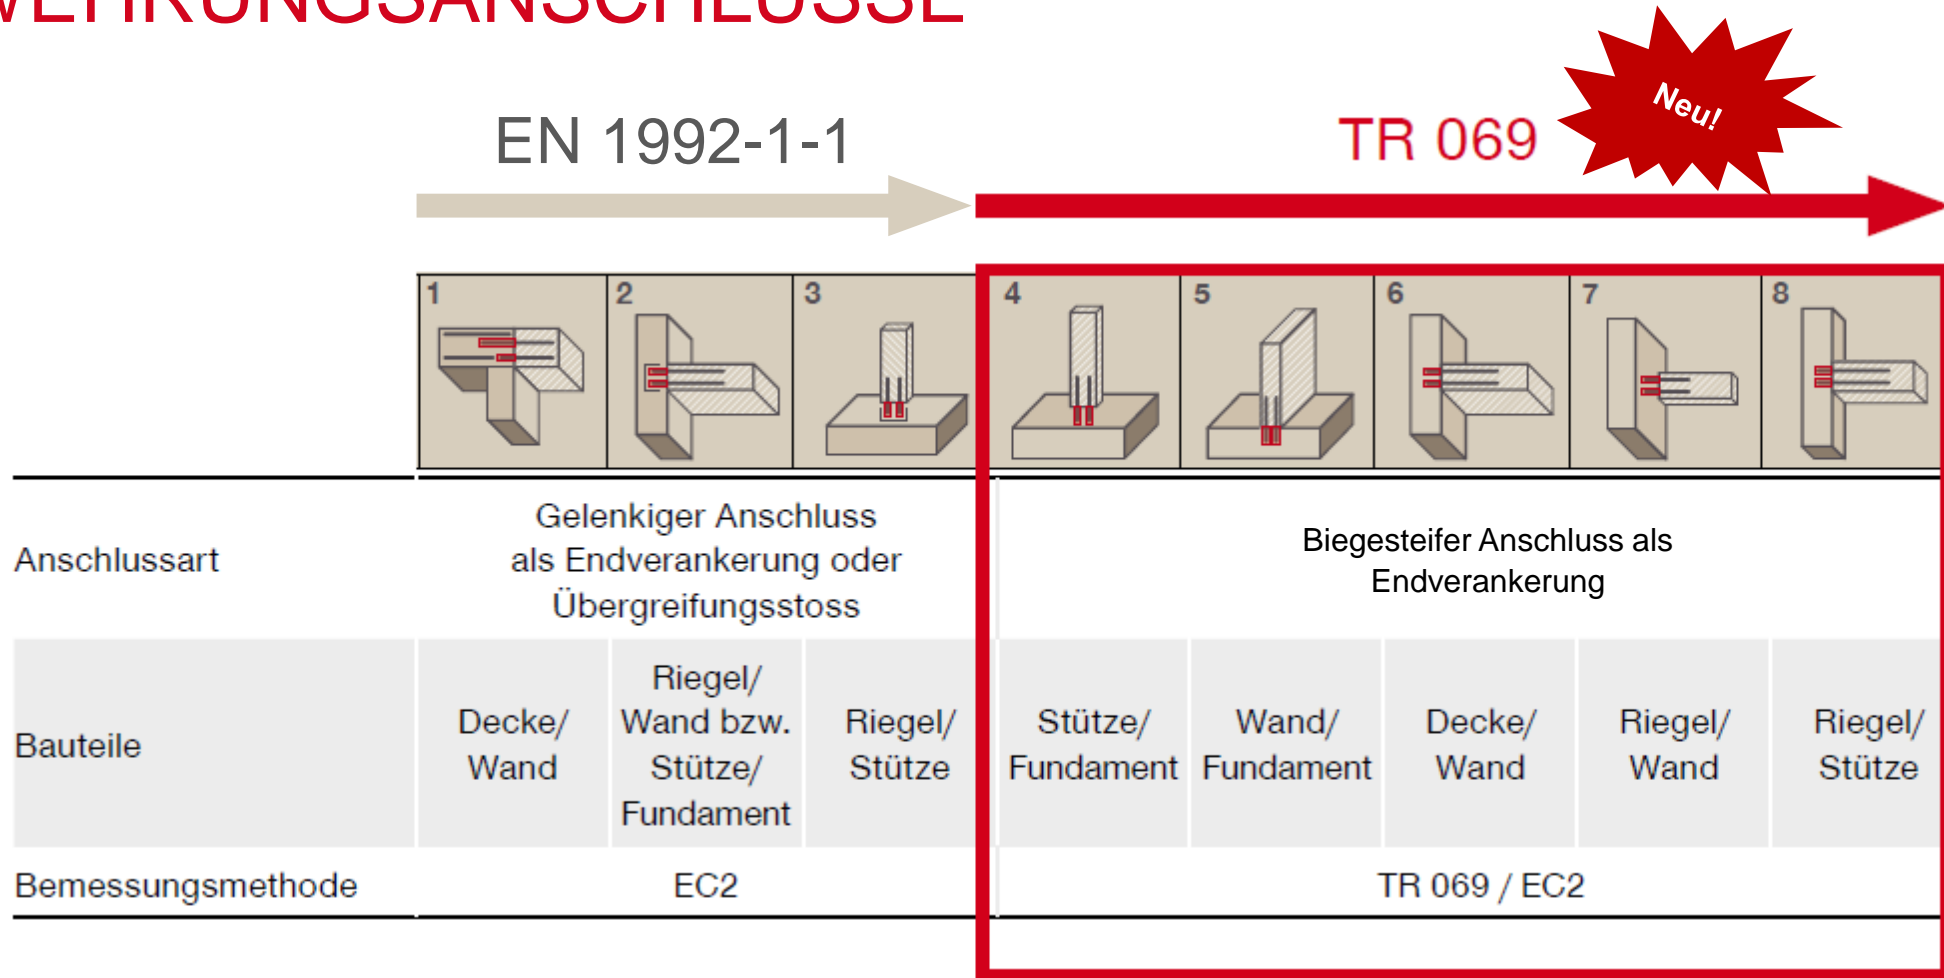 WEHRUNGSANSCHLÜSSE
EN 1992-1-1
TR 069
Neu!
1 2 3 4 5 6 7 8
Anschlussart
Gelenkiger Anschluss
als Endverankerung oder
Übergreifungsstoss
Biegesteifer Anschluss als
Endverankerung
Bauteile
Decke/
Wand
Riegel/
Wand bzw.
Stütze/
Fundament
Riegel/
Stütze
Stütze/
Fundament
Wand/
Fundament
Decke/
Wand
Riegel/
Wand
Riegel/
Stütze
Bemessungsmethode
EC2
TR 069 / EC2